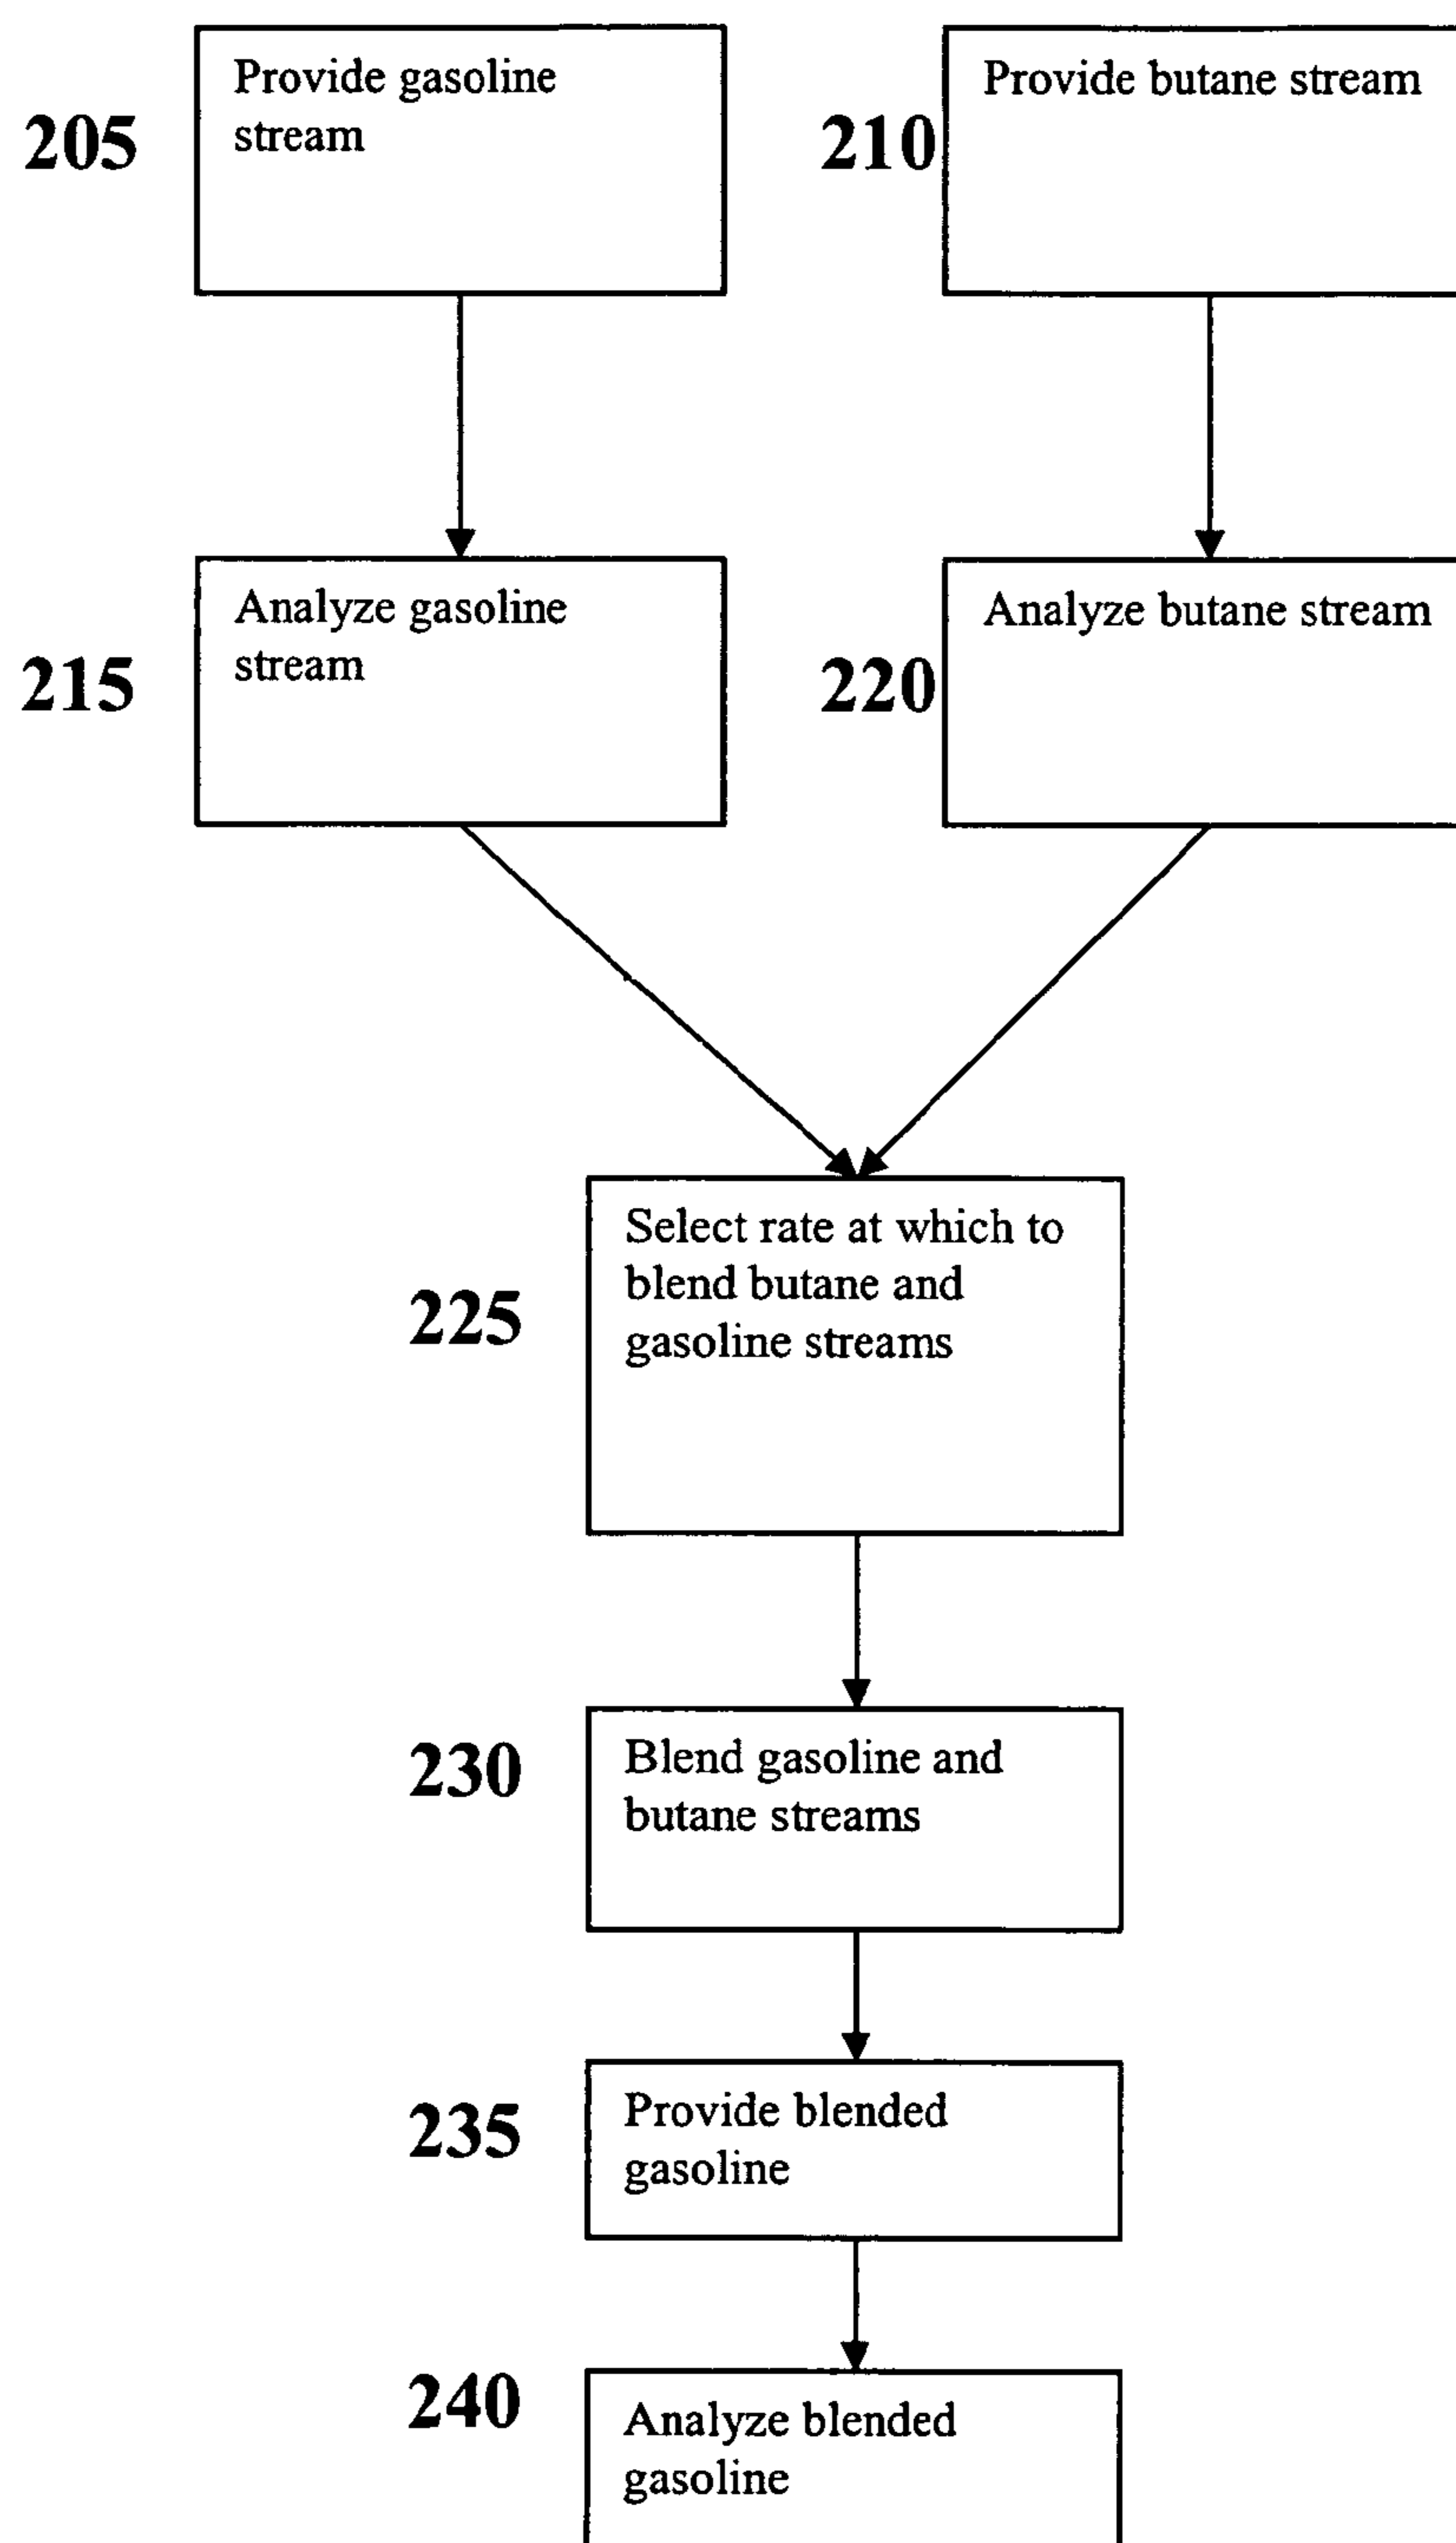 205
Provide gasoline
stream
210
Provide butane stream
215
Analyze gasoline
stream
220
Analyze butane stream
225
Select rate at which to
blend butane and
gasoline streams
230
Blend gasoline and
butane streams
235
Provide blended
gasoline
240
Analyze blended
gasoline